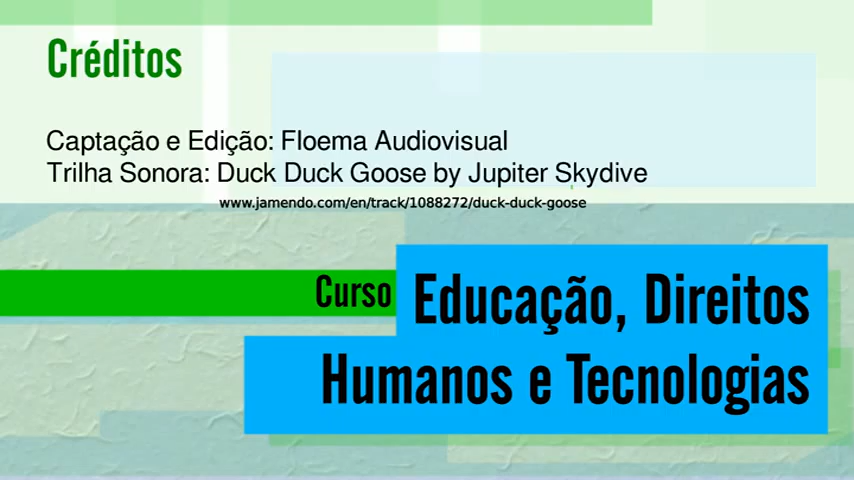 Créditos
Captação e Edição: Floema Audiovisual
Trilha Sonora: Duck Duck Goose by Jupiter Skydive
www.jamendo.com/en/track/1088272/duck-duck-goose
Curso Educação, Direitos
Humanos e Tecnologias